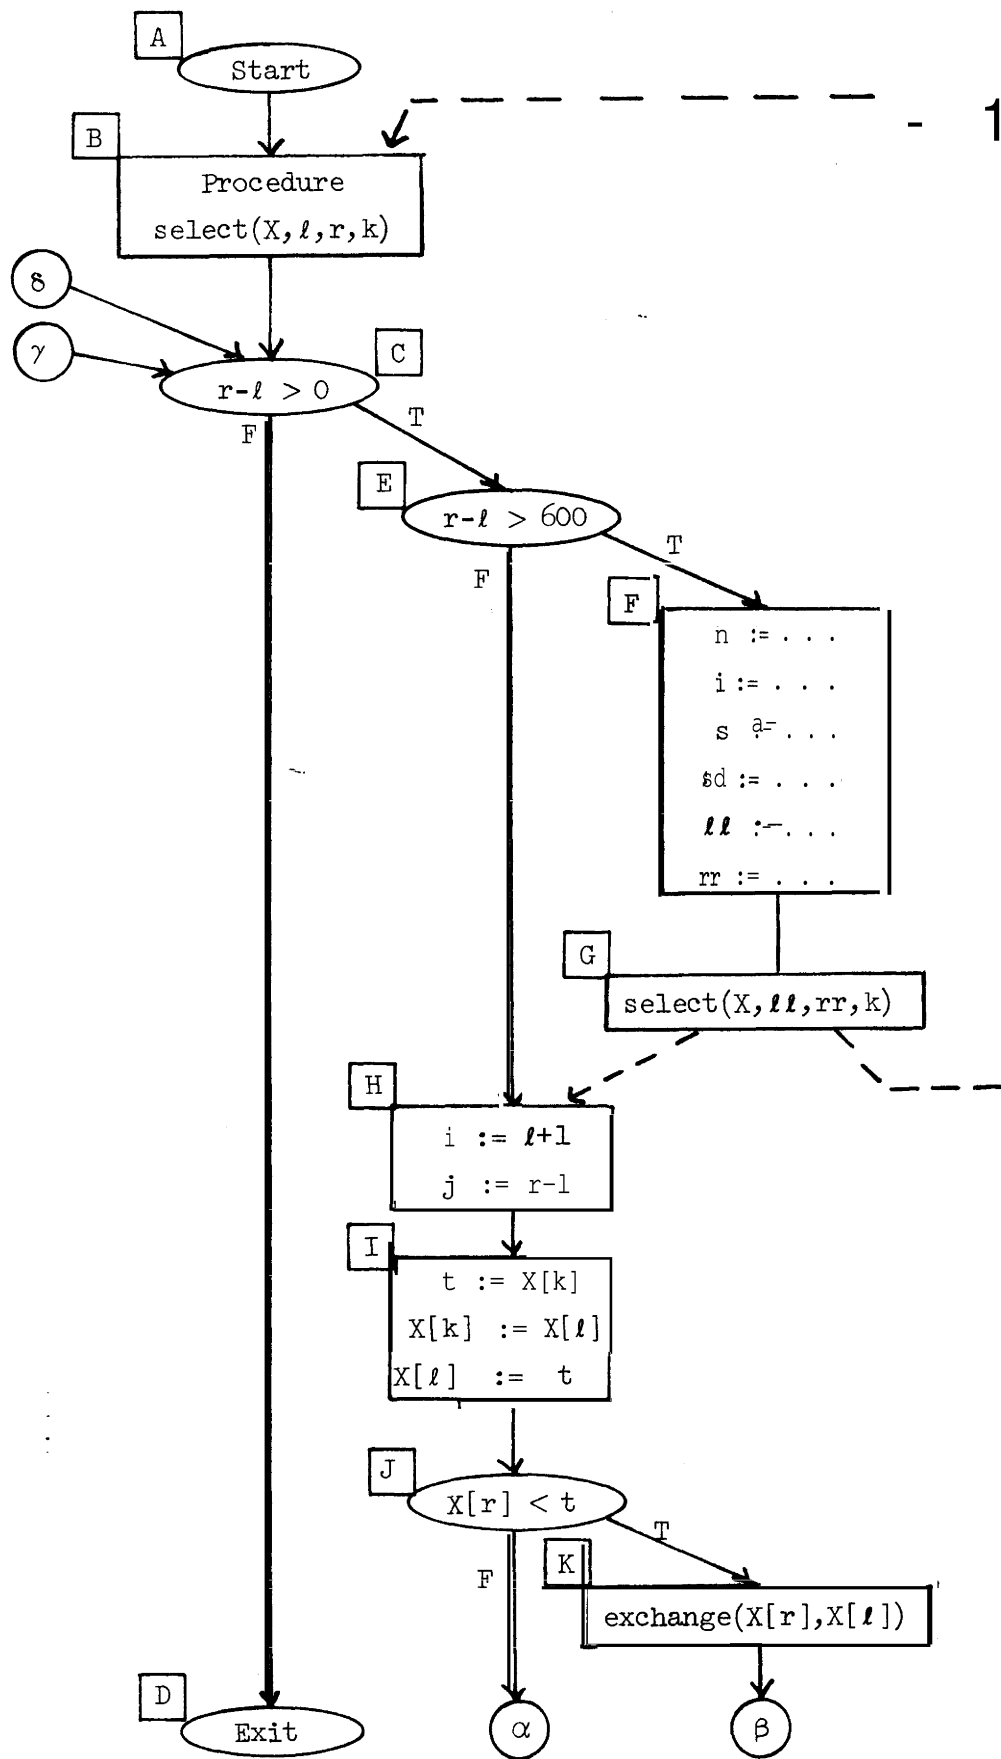 A
Start
- 1
B
Procedure
select(X,ℓ,r,k)
δ
γ
C
r-ℓ > 0
T
F
E
r-ℓ > 600
T
F
F
n := . . .
i := . . .
s a- . . .
sd := . . .
ℓℓ :- . . .
rr := . . .
G
select(X,ℓℓ,rr,k)
H
i := ℓ+1
j := r-1
I
t := X[k]
X[k] := X[ℓ]
X[ℓ] := t
J
X[r] < t
T
F
K
exchange(X[r],X[ℓ])
D
Exit
α
β